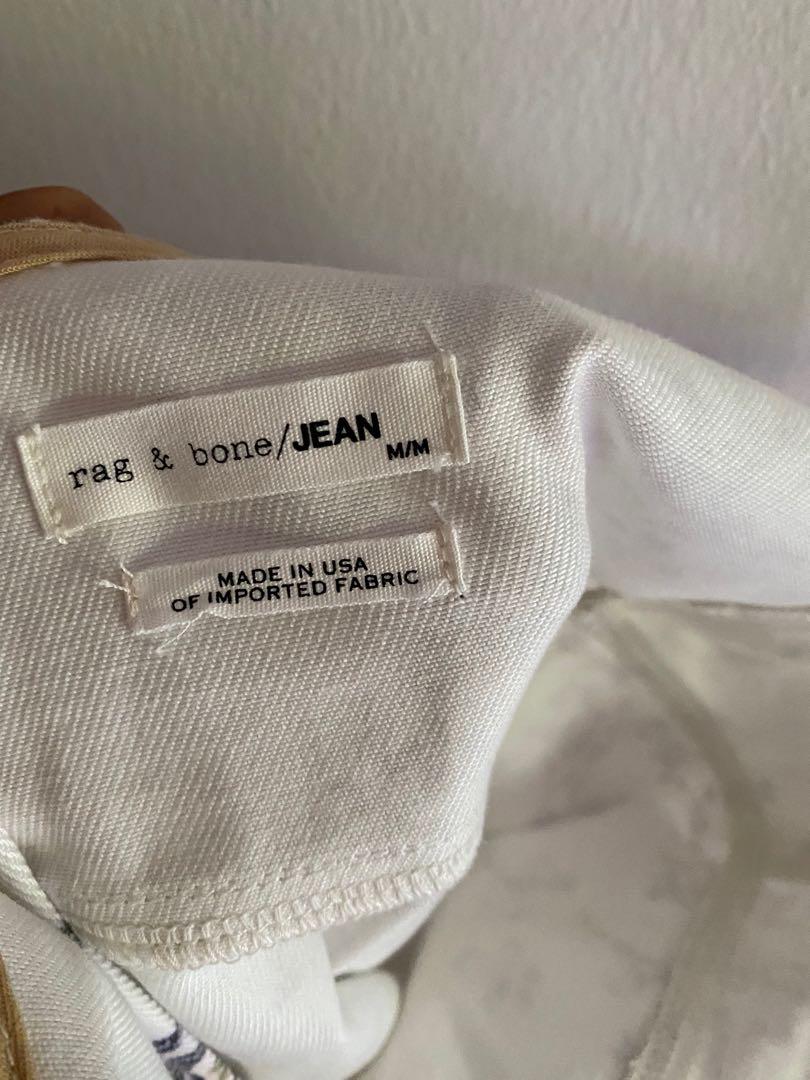 rag & bone/JEAN
M/M
MADE IN USA
OF IMPORTED FABRIC